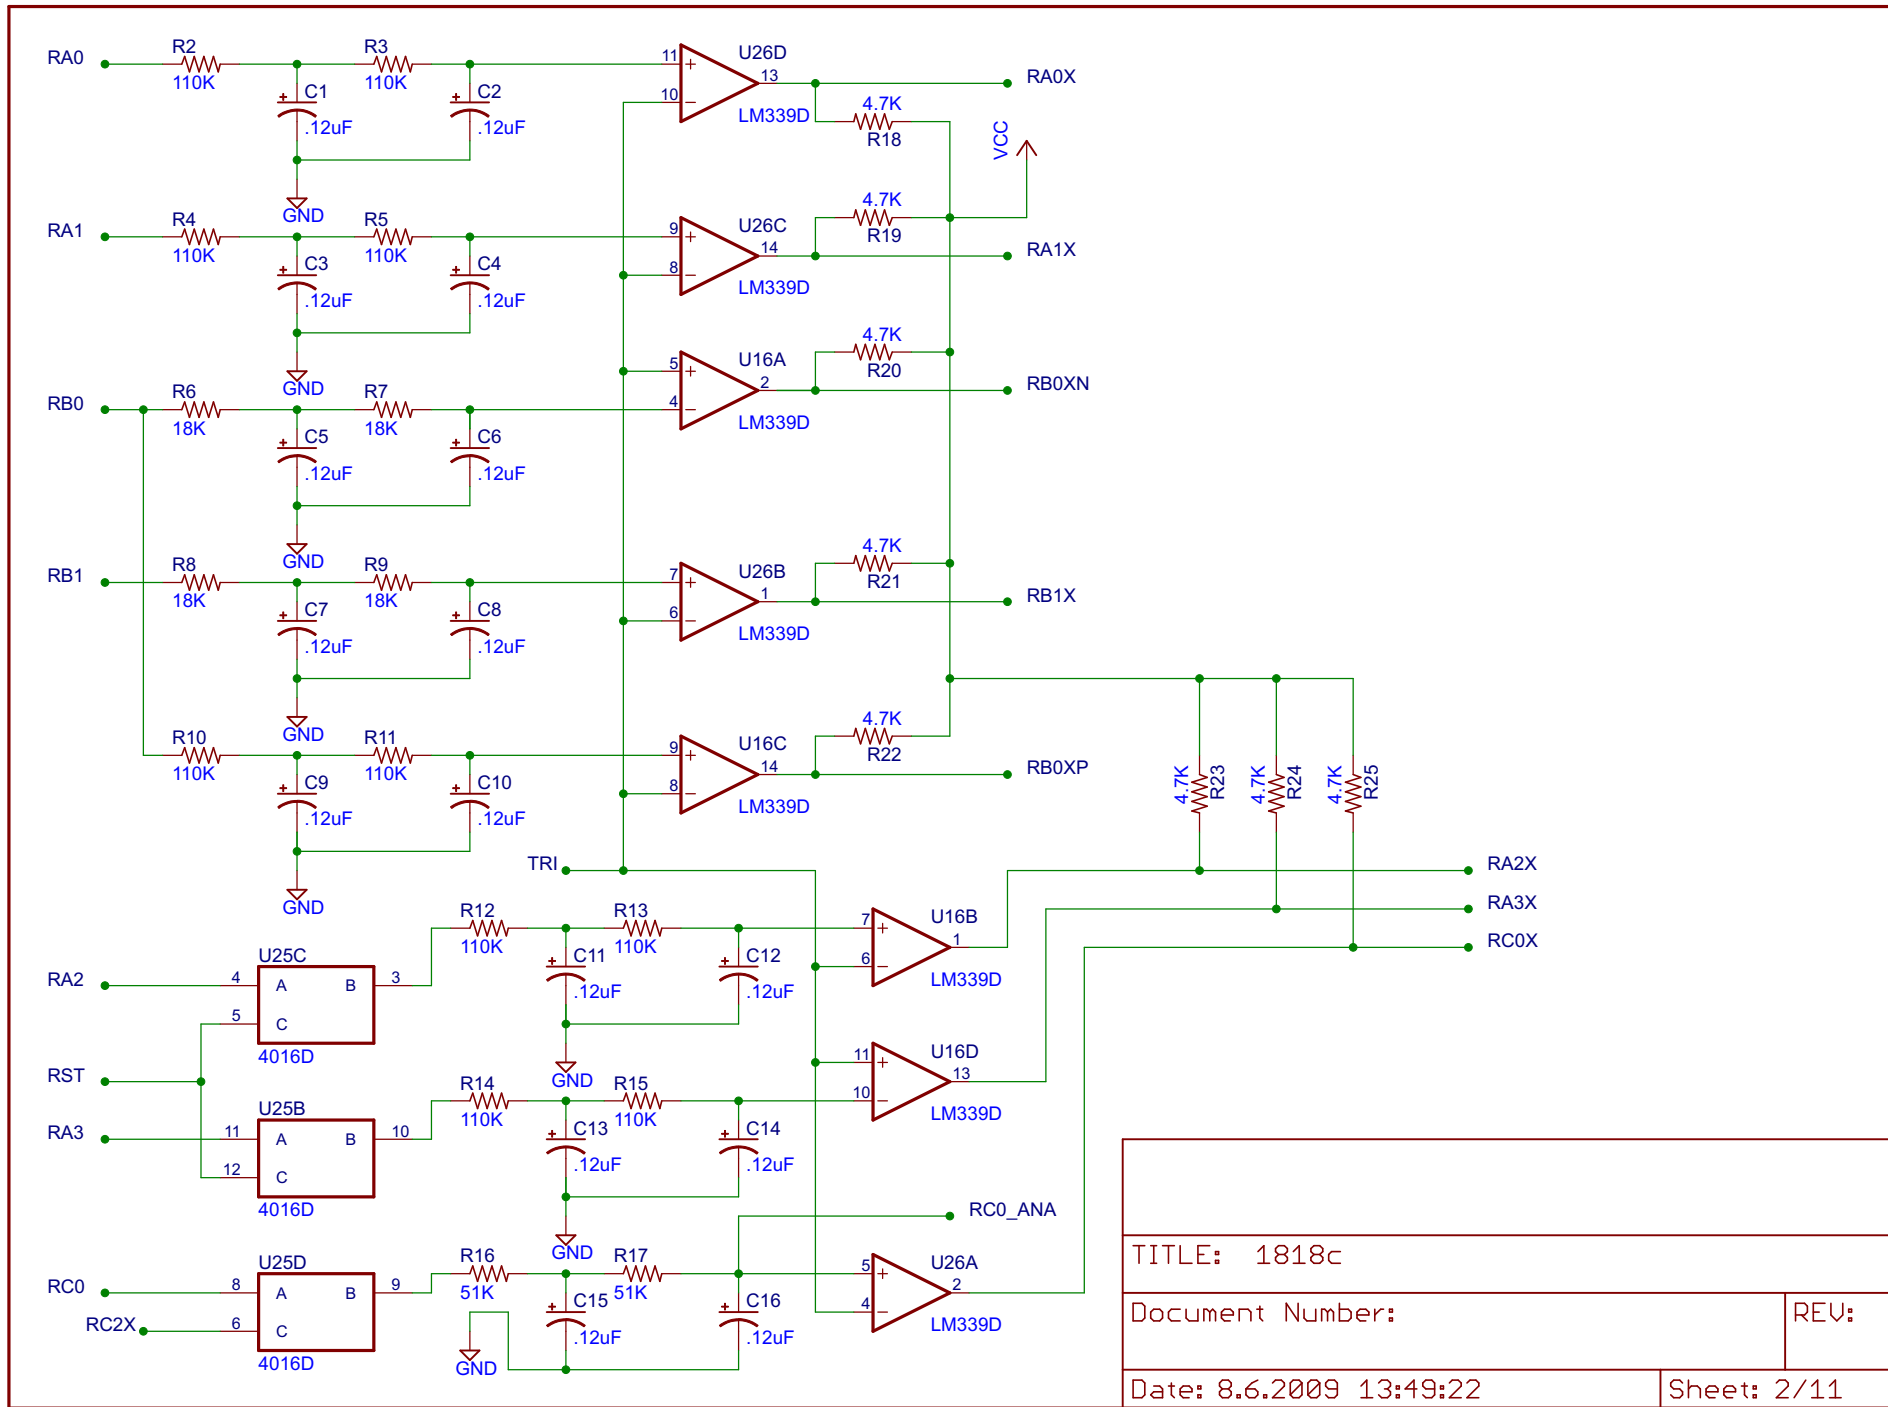 RA0
R2
110K
R3
110K
C1
.12uF
C2
.12uF
GND
11
+
10
−
U26D
13
LM339D
RA0X
4.7K
R18
VCC
RA1
R4
110K
R5
110K
C3
.12uF
C4
.12uF
GND
9
+
8
−
U26C
14
LM339D
4.7K
R19
RA1X
RB0
R6
18K
R7
18K
C5
.12uF
C6
.12uF
GND
5
+
4
−
U16A
2
LM339D
4.7K
R20
RB0XN
RB1
R8
18K
R9
18K
C7
.12uF
C8
.12uF
GND
7
+
6
−
U26B
1
LM339D
4.7K
R21
RB1X
R10
110K
R11
110K
C9
.12uF
C10
.12uF
GND
9
+
8
−
U16C
14
LM339D
4.7K
R22
RB0XP
4.7K
R23
4.7K
R24
4.7K
R25
TRI
RA2X
RA3X
RC0X
RA2
U25C
4
A
B
3
5
C
4016D
R12
110K
R13
110K
C11
.12uF
C12
.12uF
GND
7
+
6
−
U16B
1
LM339D
RST
RA3
U25B
11
A
B
10
12
C
4016D
R14
110K
R15
110K
C13
.12uF
C14
.12uF
GND
11
+
10
−
U16D
13
LM339D
RC0_ANA
RC0
RC2X
U25D
8
A
B
9
6
C
4016D
R16
51K
R17
51K
C15
.12uF
C16
.12uF
GND
5
+
4
−
U26A
2
LM339D
TITLE: 1818c
Document Number:
REV:
Date: 8.6.2009 13:49:22
Sheet: 2/11